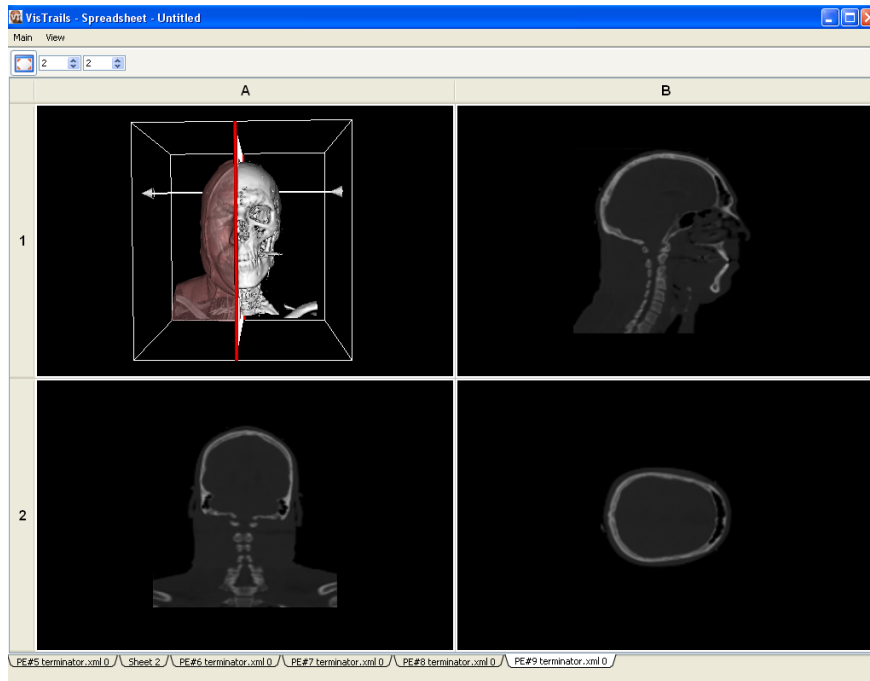 VisTrails - Spreadsheet - Untitled
Main View
2 2
A B
1
2
PE#5 terminator.xml 0 Sheet 2 PE#6 terminator.xml 0 PE#7 terminator.xml 0 PE#8 terminator.xml 0 PE#9 terminator.xml 0